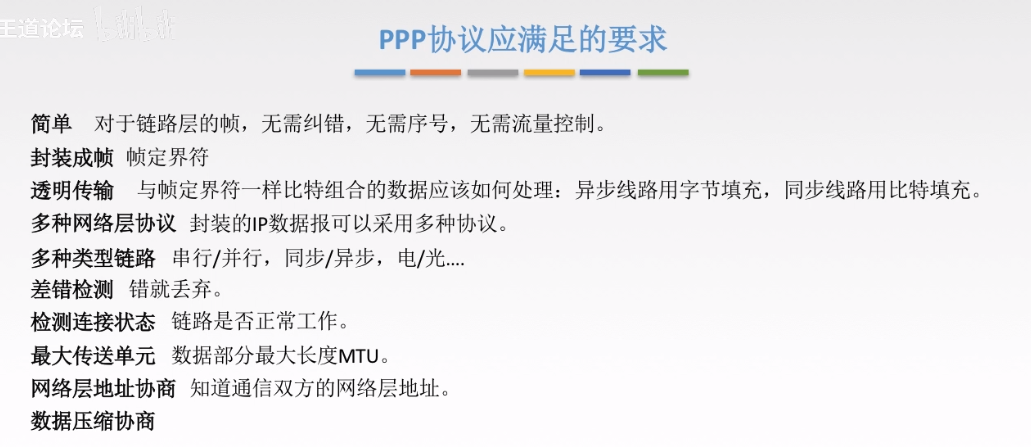 王道论坛
PPP协议应满足的要求
简单 对于链路层的帧，无需纠错，无需序号，无需流量控制。
封装成帧 帧定界符
透明传输 与帧定界符一样比特组合的数据应该如何处理：异步线路用字节填充，同步线路用比特填充。
多种网络层协议 封装的IP数据报可以采用多种协议。
多种类型链路 串行/并行，同步/异步，电/光....
差错检测 错就丢弃。
检测连接状态 链路是否正常工作。
最大传送单元 数据部分最大长度MTU。
网络层地址协商 知道通信双方的网络层地址。
数据压缩协商